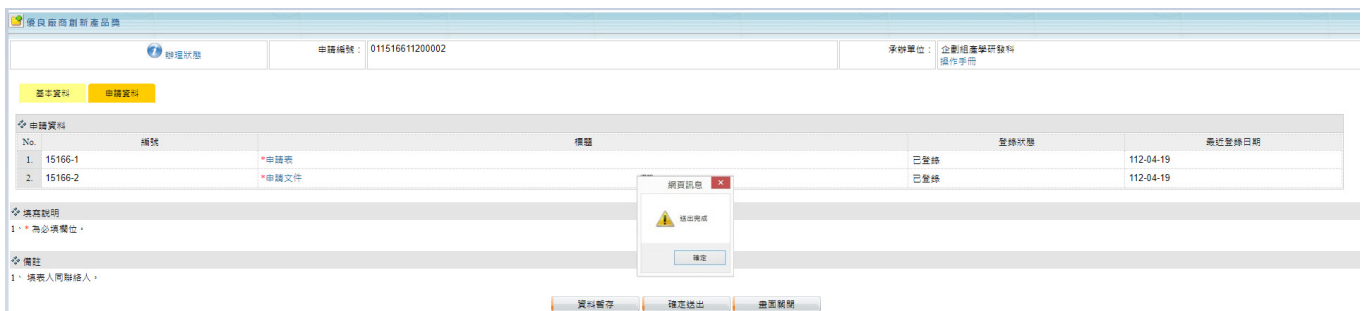 優良廠商創新產品獎
辦理狀態
申請編號： 011516611200002
承辦單位： 企劃組產學研發科
操作手冊
基本資料 申請資料
申請資料
No. 編號 標題 登錄狀態 最近登錄日期
1. 15166-1 *申請表 已登錄 112-04-19
2. 15166-2 *申請文件 已登錄 112-04-19
網頁訊息
送出完成
確定
填寫說明
1、* 為必填欄位。
備註
1、 填表人同聯絡人。
資料暫存 確定送出 畫面關閉